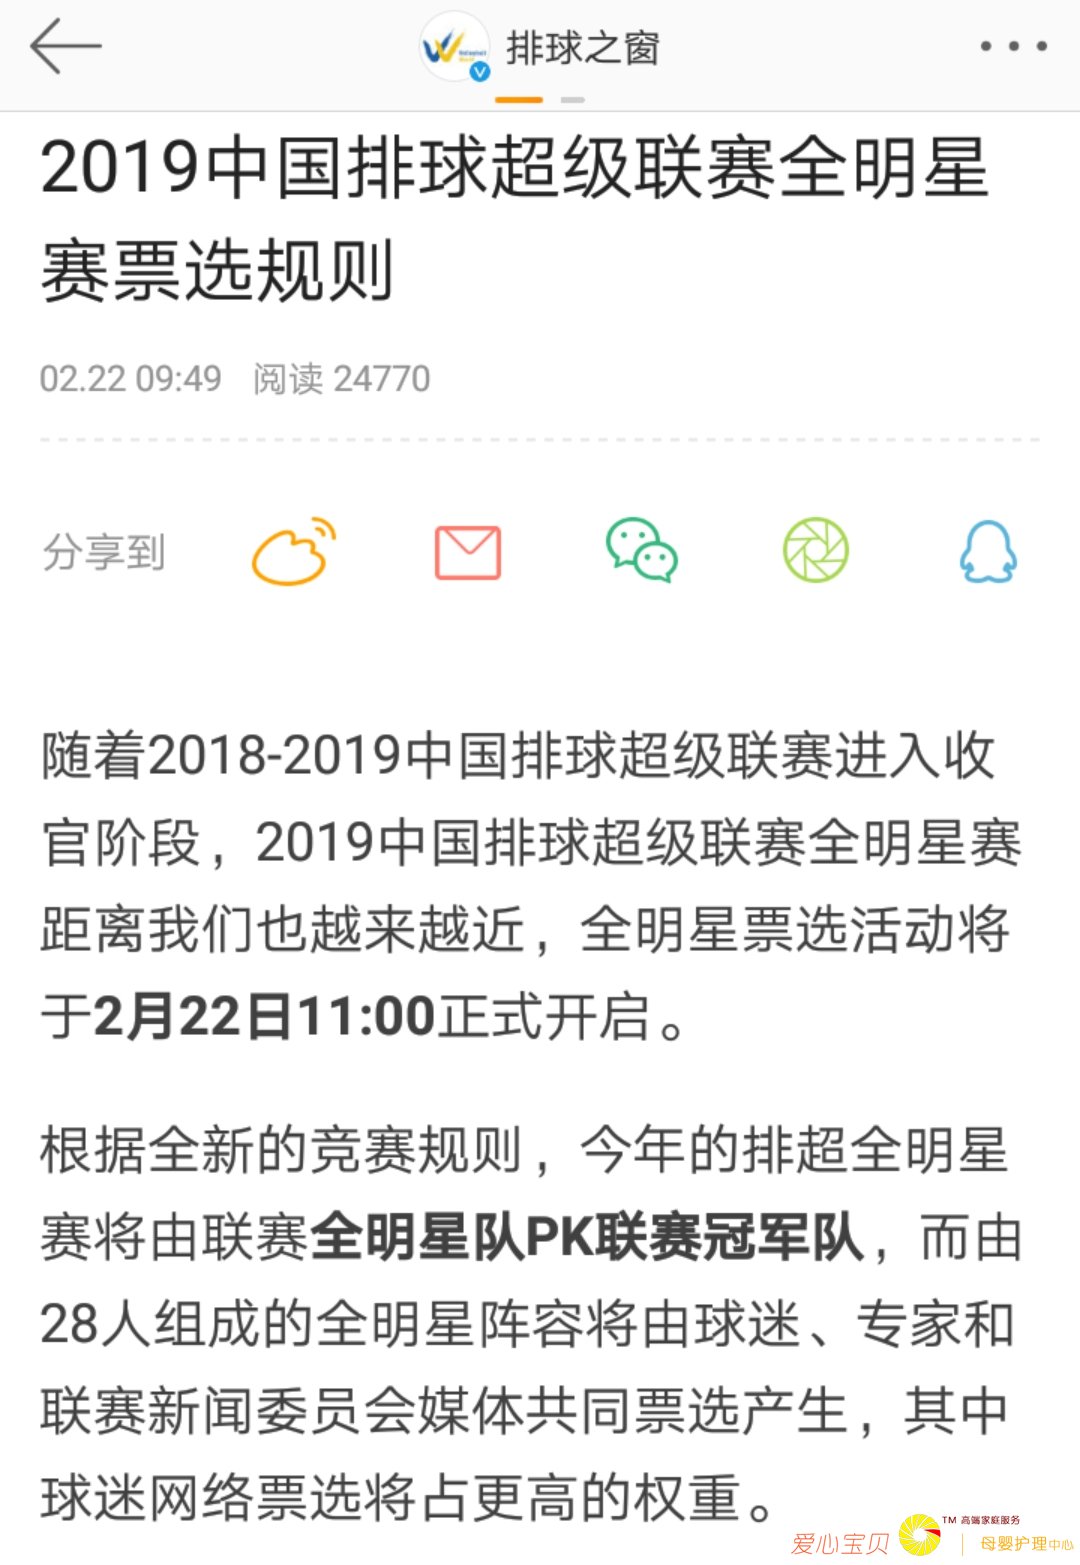 排球之窗
2019中国排球超级联赛全明星
赛票选规则
02.22 09:49 阅读 24770
分享到
随着2018-2019中国排球超级联赛进入收
官阶段，2019中国排球超级联赛全明星赛
距离我们也越来越近，全明星票选活动将
于2月22日11:00正式开启。
根据全新的竞赛规则，今年的排超全明星
赛将由联赛全明星队PK联赛冠军队，而由
28人组成的全明星阵容将由球迷、专家和
联赛新闻委员会媒体共同票选产生，其中
球迷网络票选将占更高的权重。
爱心宝贝 TM 高端家庭服务
母婴护理中心